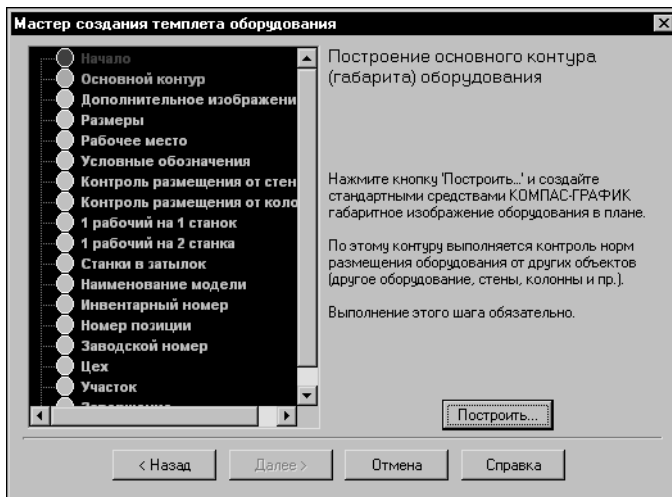 Мастер создания темплета оборудования
Начало
Основной контур
Дополнительное изображени
Размеры
Рабочее место
Условные обозначения
Контроль размещения от стен
Контроль размещения от коло
1 рабочий на 1 станок
1 рабочий на 2 станка
Станки в затылок
Наименование модели
Инвентарный номер
Номер позиции
Заводской номер
Цех
Участок
Построение основного контура
(габарита) оборудования
Нажмите кнопку 'Построить...' и создайте
стандартными средствами КОМПАС-ГРАФИК
габаритное изображение оборудования в плане.
По этому контуру выполняется контроль норм
размещения оборудования от других объектов
(другое оборудование, стены, колонны и пр.).
Выполнение этого шага обязательно.
Построить...
< Назад
Далее >
Отмена
Справка